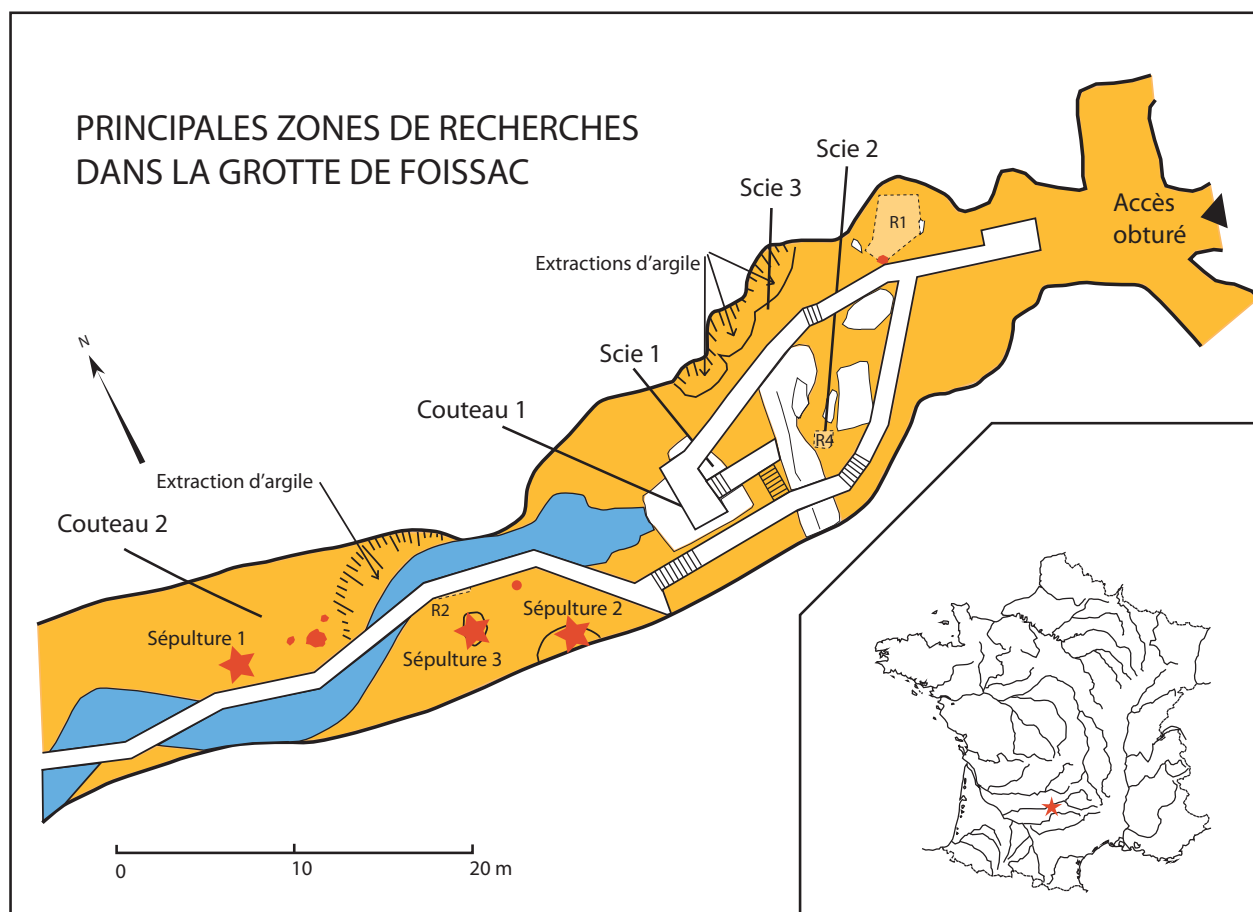 PRINCIPALES ZONES DE RECHERCHES
DANS LA GROTTE DE FOISSAC
Scie 2
Scie 3
R1
Accès
obturé
Extractions d'argile
N
Scie 1
Couteau 1
R4
Extraction d'argile
Couteau 2
R2
Sépulture 2
Sépulture 1
Sépulture 3
0
10
20 m